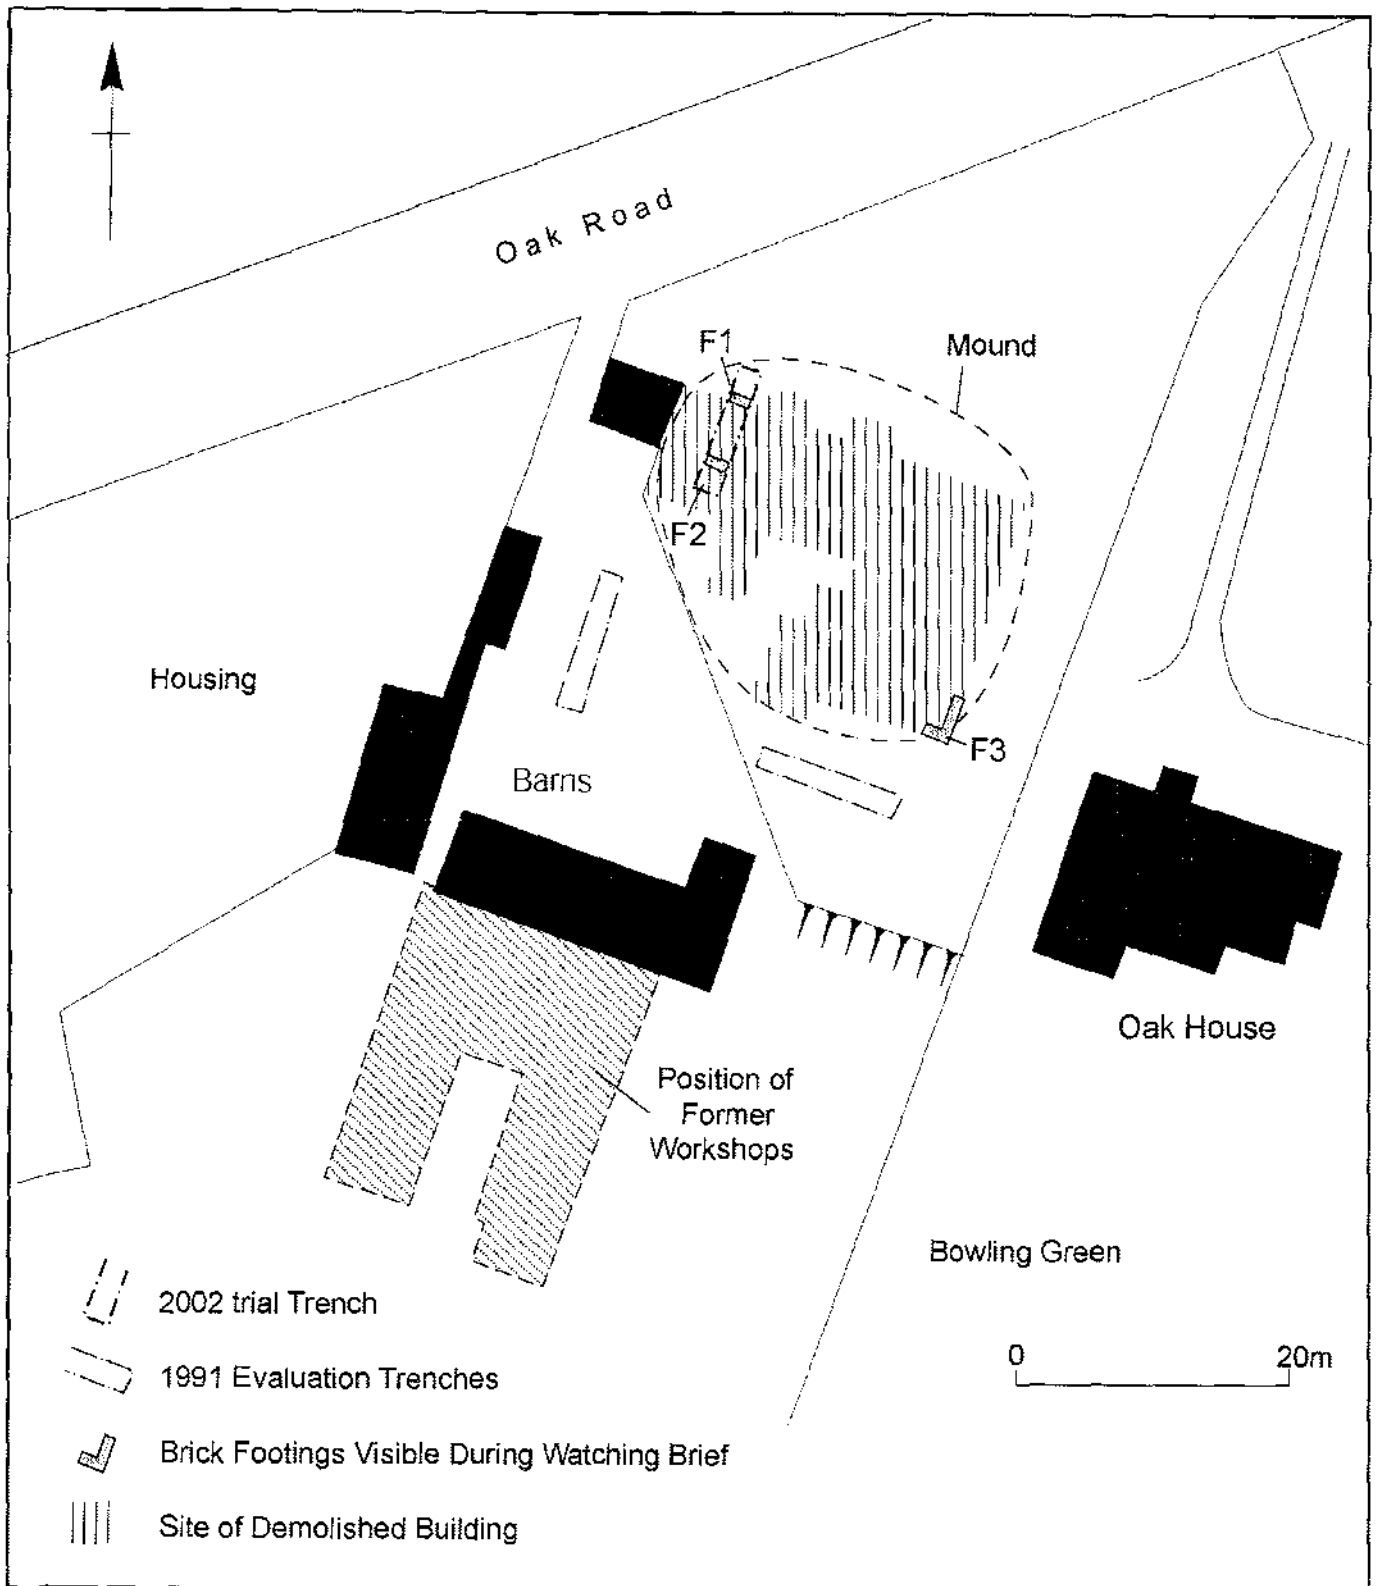 Oak Road
F1
Mound
F2
Housing
F3
Barns
Oak House
Position of
Former
Workshops
Bowling Green
2002 trial Trench
0 20m
1991 Evaluation Trenches
Brick Footings Visible During Watching Brief
Site of Demolished Building